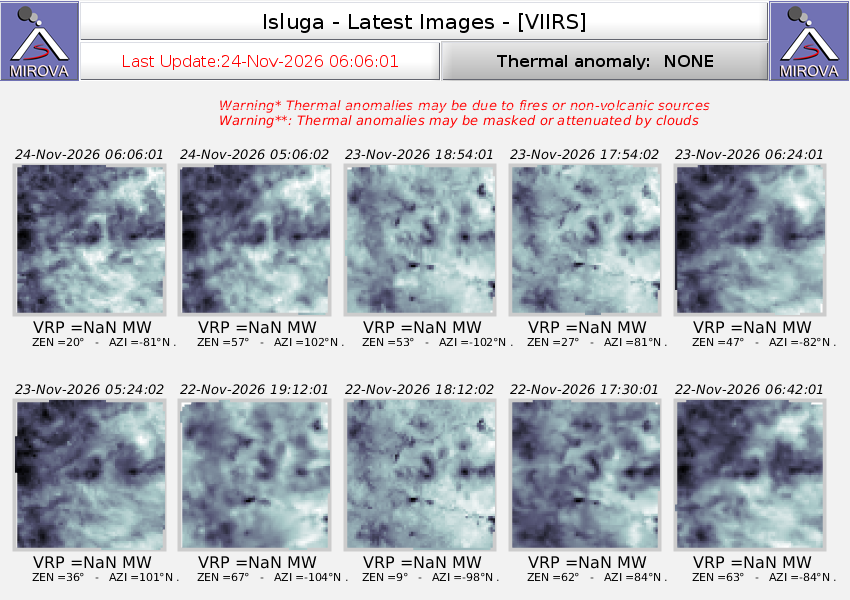 Isluga - Latest Images - [VIIRS]
MIROVA
Last Update:24-Nov-2026 06:06:01
Thermal anomaly: NONE
MIROVA
Warning* Thermal anomalies may be due to fires or non-volcanic sources
Warning**: Thermal anomalies may be masked or attenuated by clouds
24-Nov-2026 06:06:01 24-Nov-2026 05:06:02 23-Nov-2026 18:54:01 23-Nov-2026 17:54:02 23-Nov-2026 06:24:01
VRP =NaN MW VRP =NaN MW VRP =NaN MW VRP =NaN MW VRP =NaN MW
ZEN =20° - AZI =-81°N . ZEN =57° - AZI =102°N . ZEN =53° - AZI =-102°N . ZEN =27° - AZI =81°N . ZEN =47° - AZI =-82°N .
23-Nov-2026 05:24:02 22-Nov-2026 19:12:01 22-Nov-2026 18:12:02 22-Nov-2026 17:30:01 22-Nov-2026 06:42:01
VRP =NaN MW VRP =NaN MW VRP =NaN MW VRP =NaN MW VRP =NaN MW
ZEN =36° - AZI =101°N . ZEN =67° - AZI =-104°N . ZEN =9° - AZI =-98°N . ZEN =62° - AZI =84°N . ZEN =63° - AZI =-84°N .